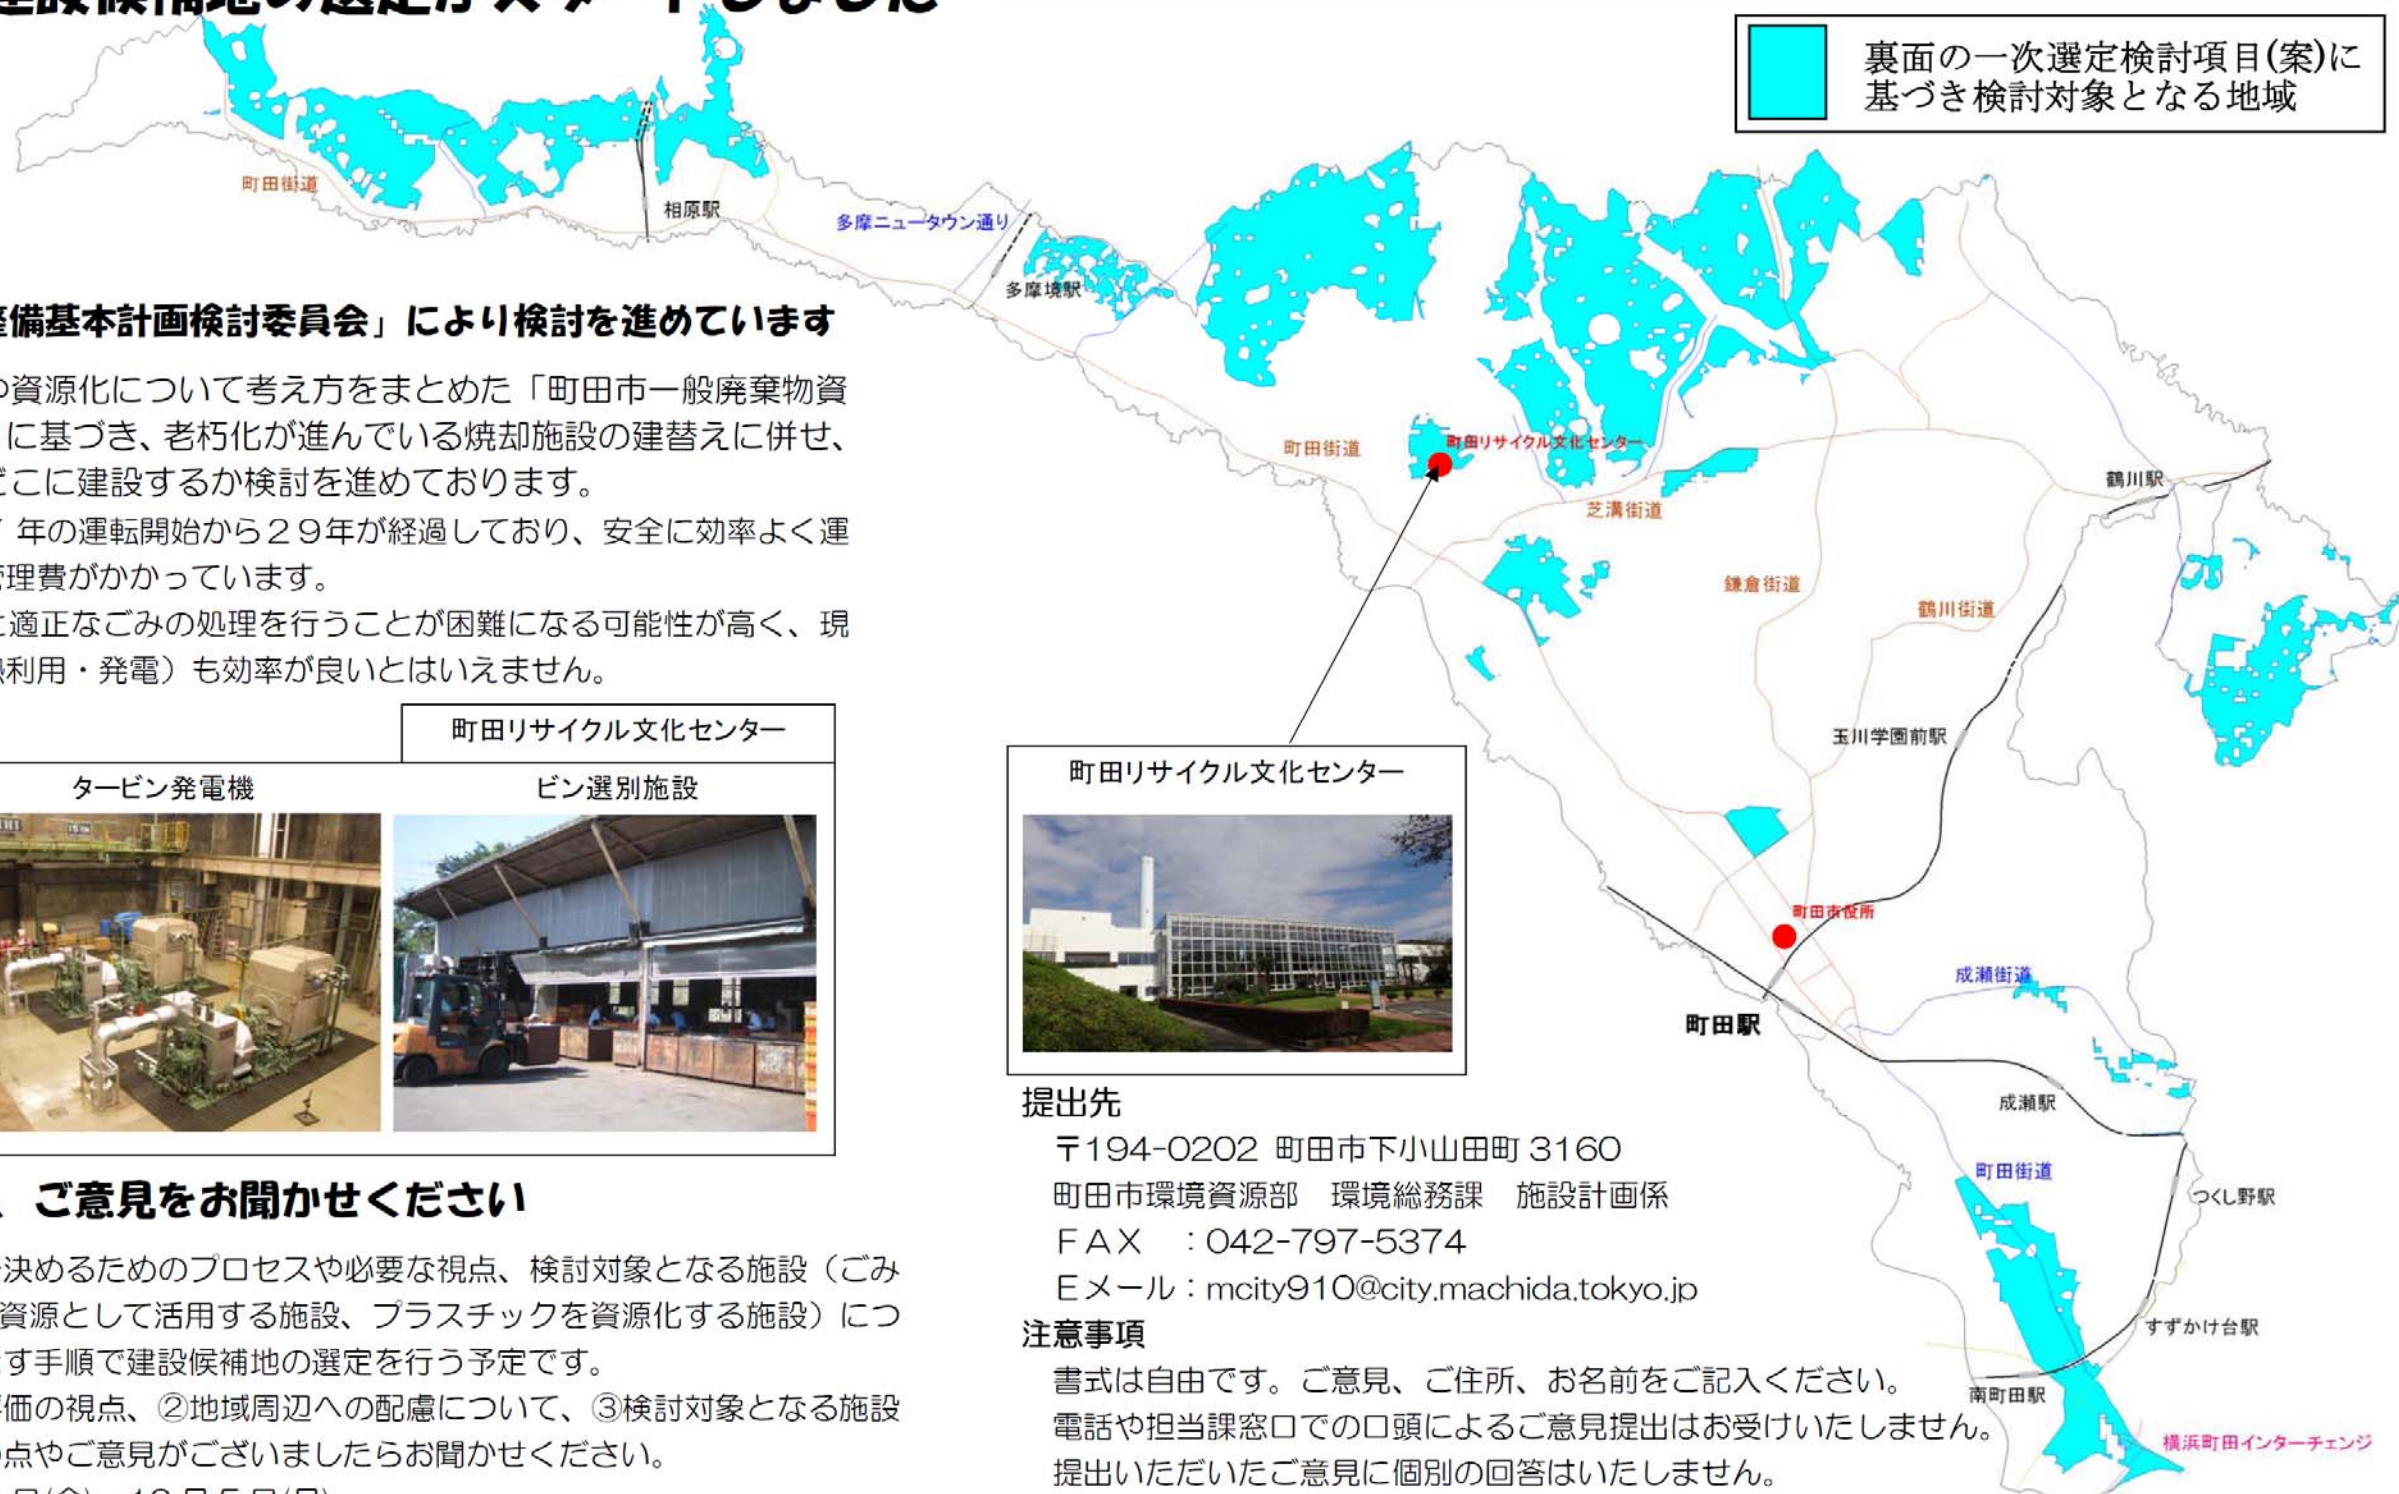 建設候補地の選定がスタートしました
裏面の一次選定検討項目(案)に
基づき検討対象となる地域
町田街道
相原駅
多摩ニュータウン通り
多摩境駅
整備基本計画検討委員会」により検討を進めています
や資源化について考え方をまとめた「町田市一般廃棄物資
に基づき、老朽化が進んでいる焼却施設の建替えに併せ、
どこに建設するか検討を進めております。
年の運転開始から29年が経過しており、安全に効率よく運
管理費がかかっています。
適正なごみの処理を行うことが困難になる可能性が高く、現
熱利用・発電）も効率が良いとはいえません。
町田リサイクル文化センター
タービン発電機
ビン選別施設
町田街道
町田リサイクル文化センター
芝溝街道
鶴川駅
鎌倉街道
鶴川街道
玉川学園前駅
町田リサイクル文化センター
町田市役所
成瀬街道
町田駅
成瀬駅
町田街道
つくし野駅
すずかけ台駅
南町田駅
横浜町田インターチェンジ
、ご意見をお聞かせください
決めるためのプロセスや必要な視点、検討対象となる施設（ごみ
資源として活用する施設、プラスチックを資源化する施設）につ
す手順で建設候補地の選定を行う予定です。
価の視点、②地域周辺への配慮について、③検討対象となる施設
点やご意見がございましたらお聞かせください。
提出先
〒194-0202 町田市下小山田町 3160
町田市環境資源部　環境総務課　施設計画係
ＦＡＸ　：042-797-5374
Ｅメール：mcity910@city.machida.tokyo.jp
注意事項
書式は自由です。ご意見、ご住所、お名前をご記入ください。
電話や担当課窓口での口頭によるご意見提出はお受けいたしません。
提出いただいたご意見に個別の回答はいたしません。